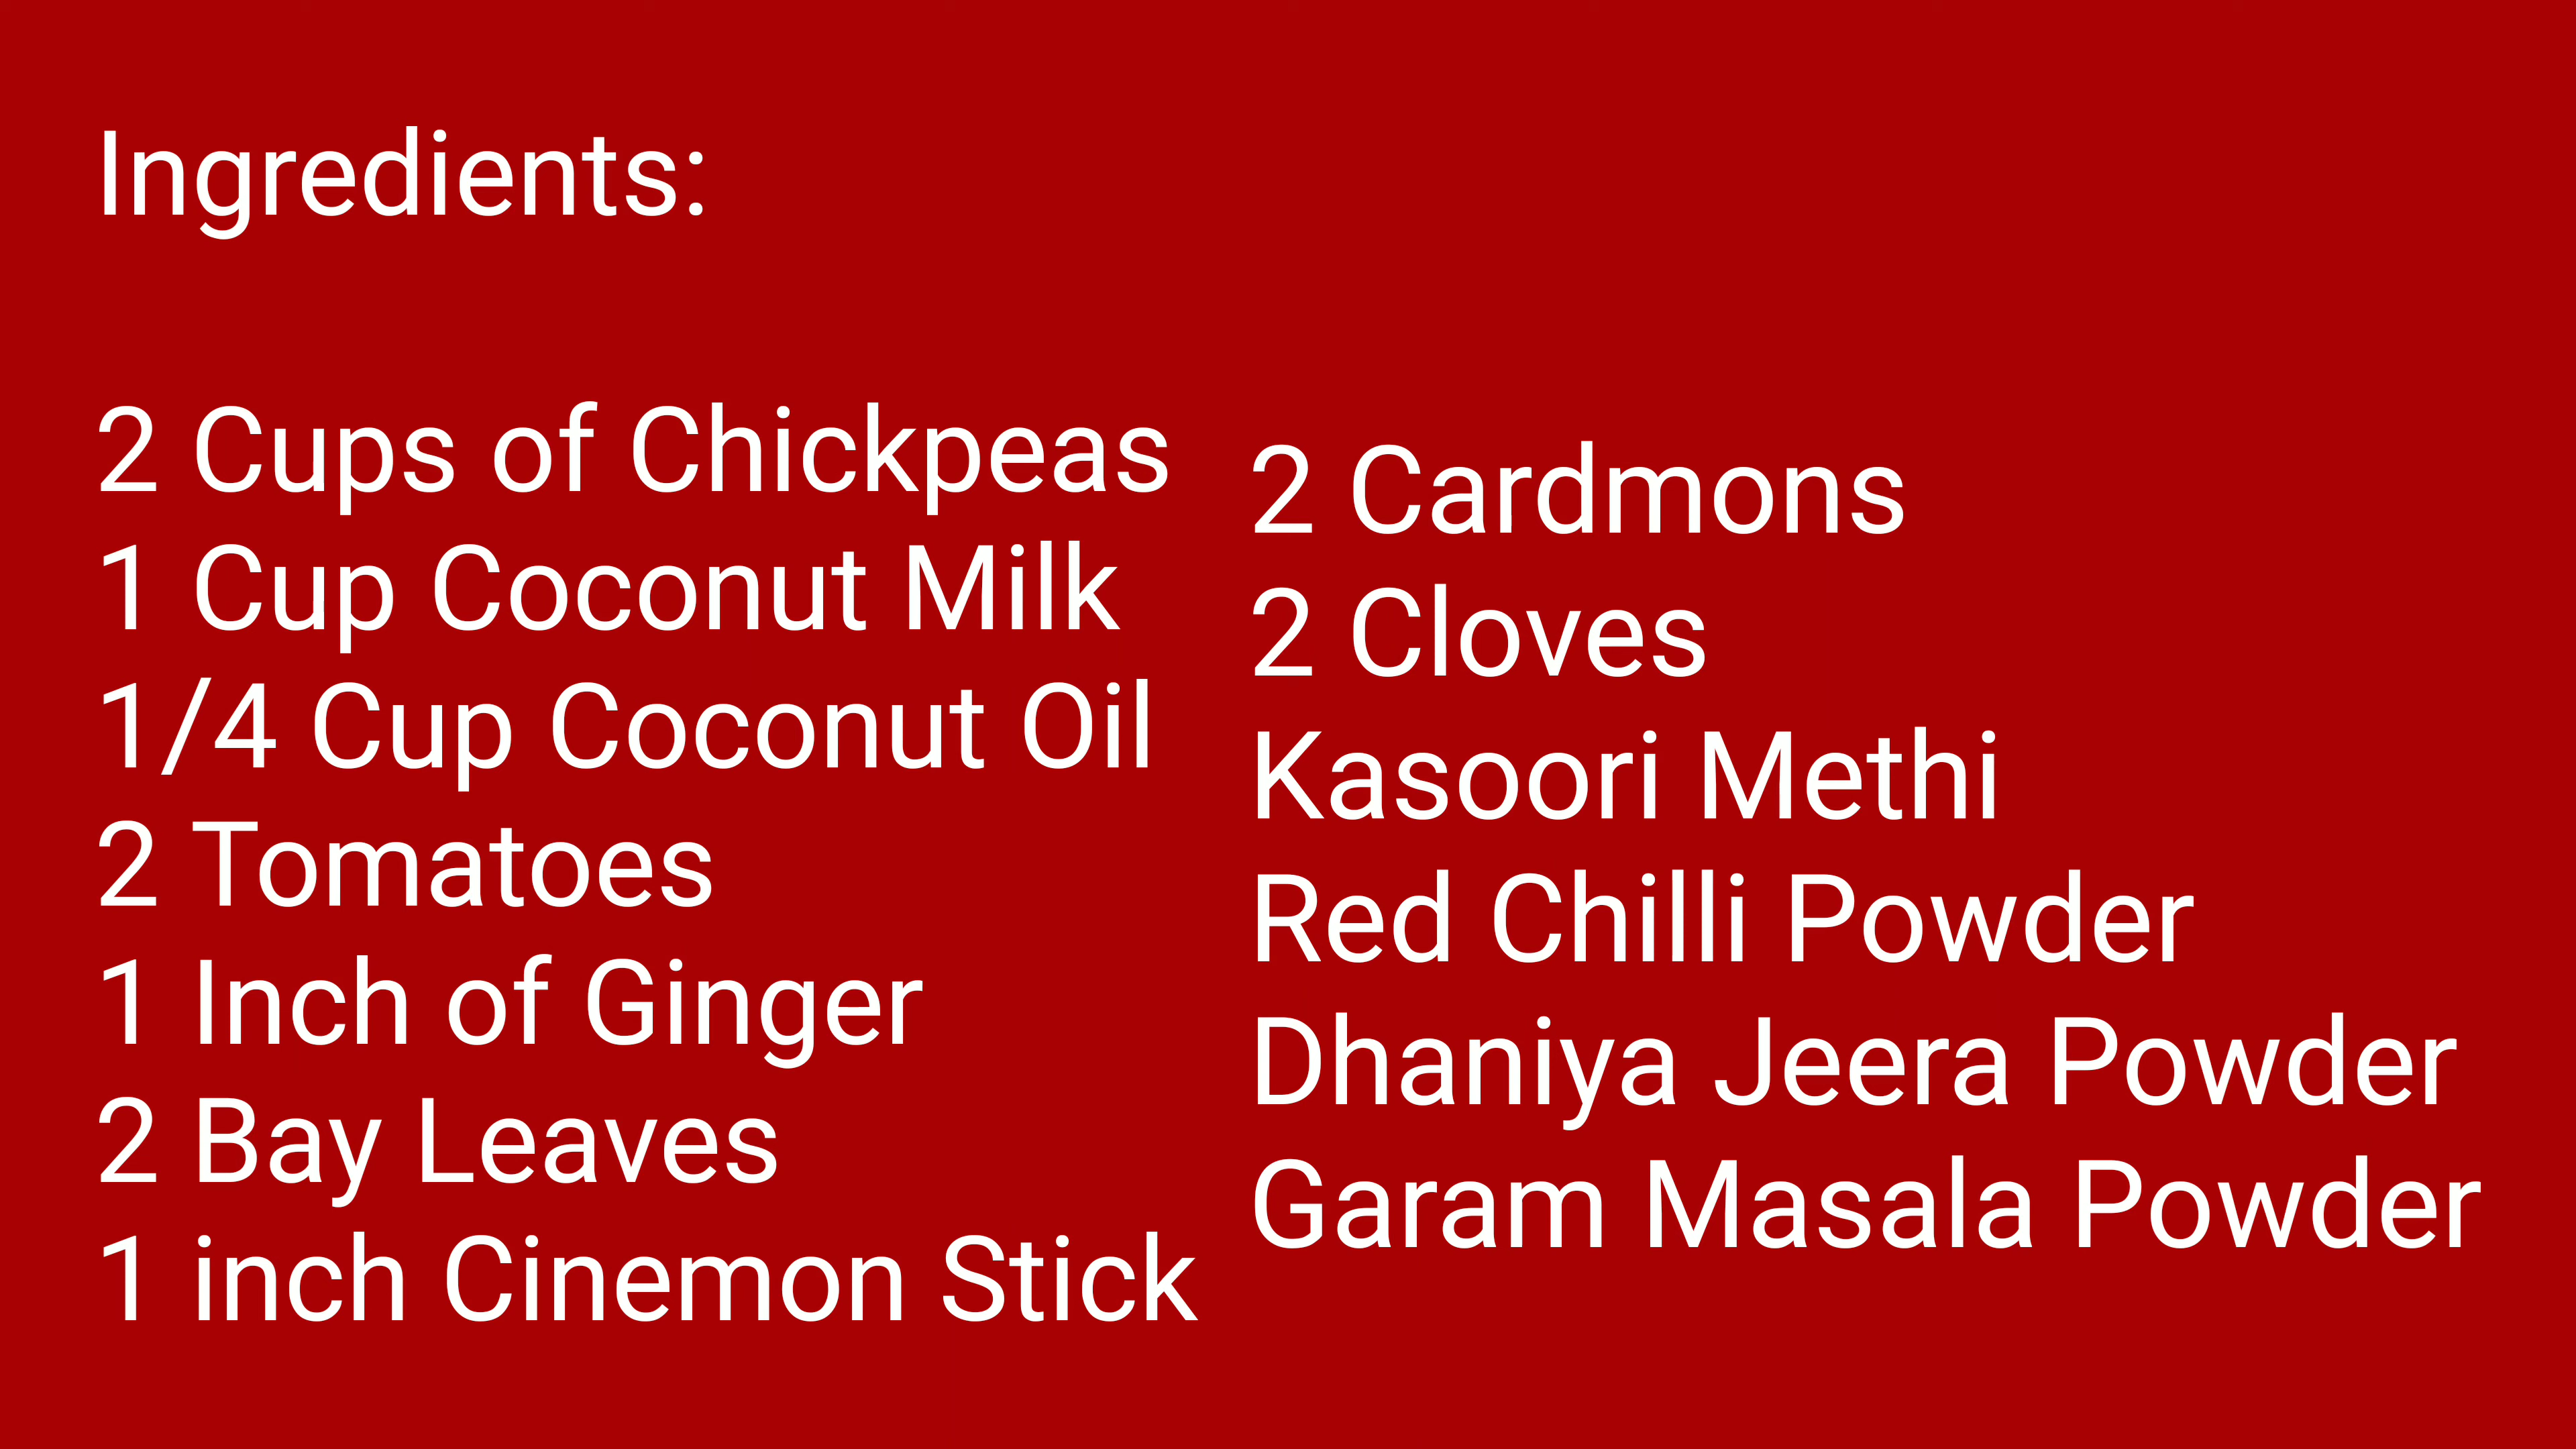 Ingredients:
2 Cups of Chickpeas
1 Cup Coconut Milk
1/4 Cup Coconut Oil
2 Tomatoes
1 Inch of Ginger
2 Bay Leaves
1 inch Cinemon Stick
2 Cardmons
2 Cloves
Kasoori Methi
Red Chilli Powder
Dhaniya Jeera Powder
Garam Masala Powder